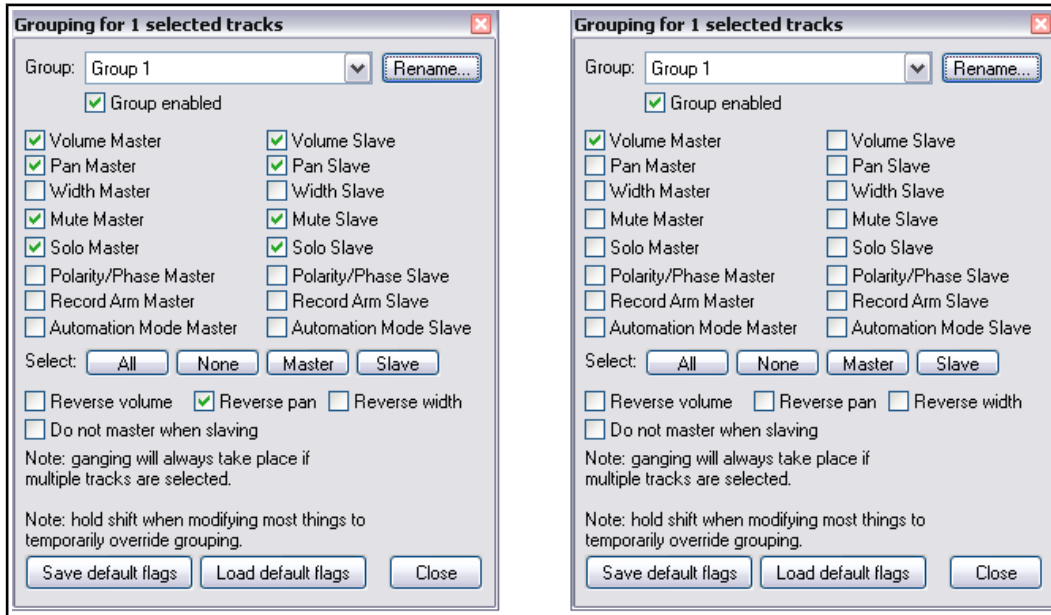 Grouping for 1 selected tracks
Group: Group 1 Rename...
Group enabled
Volume Master Volume Slave
Pan Master Pan Slave
Width Master Width Slave
Mute Master Mute Slave
Solo Master Solo Slave
Polarity/Phase Master Polarity/Phase Slave
Record Arm Master Record Arm Slave
Automation Mode Master Automation Mode Slave
Select: All None Master Slave
Reverse volume Reverse pan Reverse width
Do not master when slaving
Note: ganging will always take place if
multiple tracks are selected.
Note: hold shift when modifying most things to
temporarily override grouping.
Save default flags Load default flags Close
Grouping for 1 selected tracks
Group: Group 1 Rename...
Group enabled
Volume Master Volume Slave
Pan Master Pan Slave
Width Master Width Slave
Mute Master Mute Slave
Solo Master Solo Slave
Polarity/Phase Master Polarity/Phase Slave
Record Arm Master Record Arm Slave
Automation Mode Master Automation Mode Slave
Select: All None Master Slave
Reverse volume Reverse pan Reverse width
Do not master when slaving
Note: ganging will always take place if
multiple tracks are selected.
Note: hold shift when modifying most things to
temporarily override grouping.
Save default flags Load default flags Close